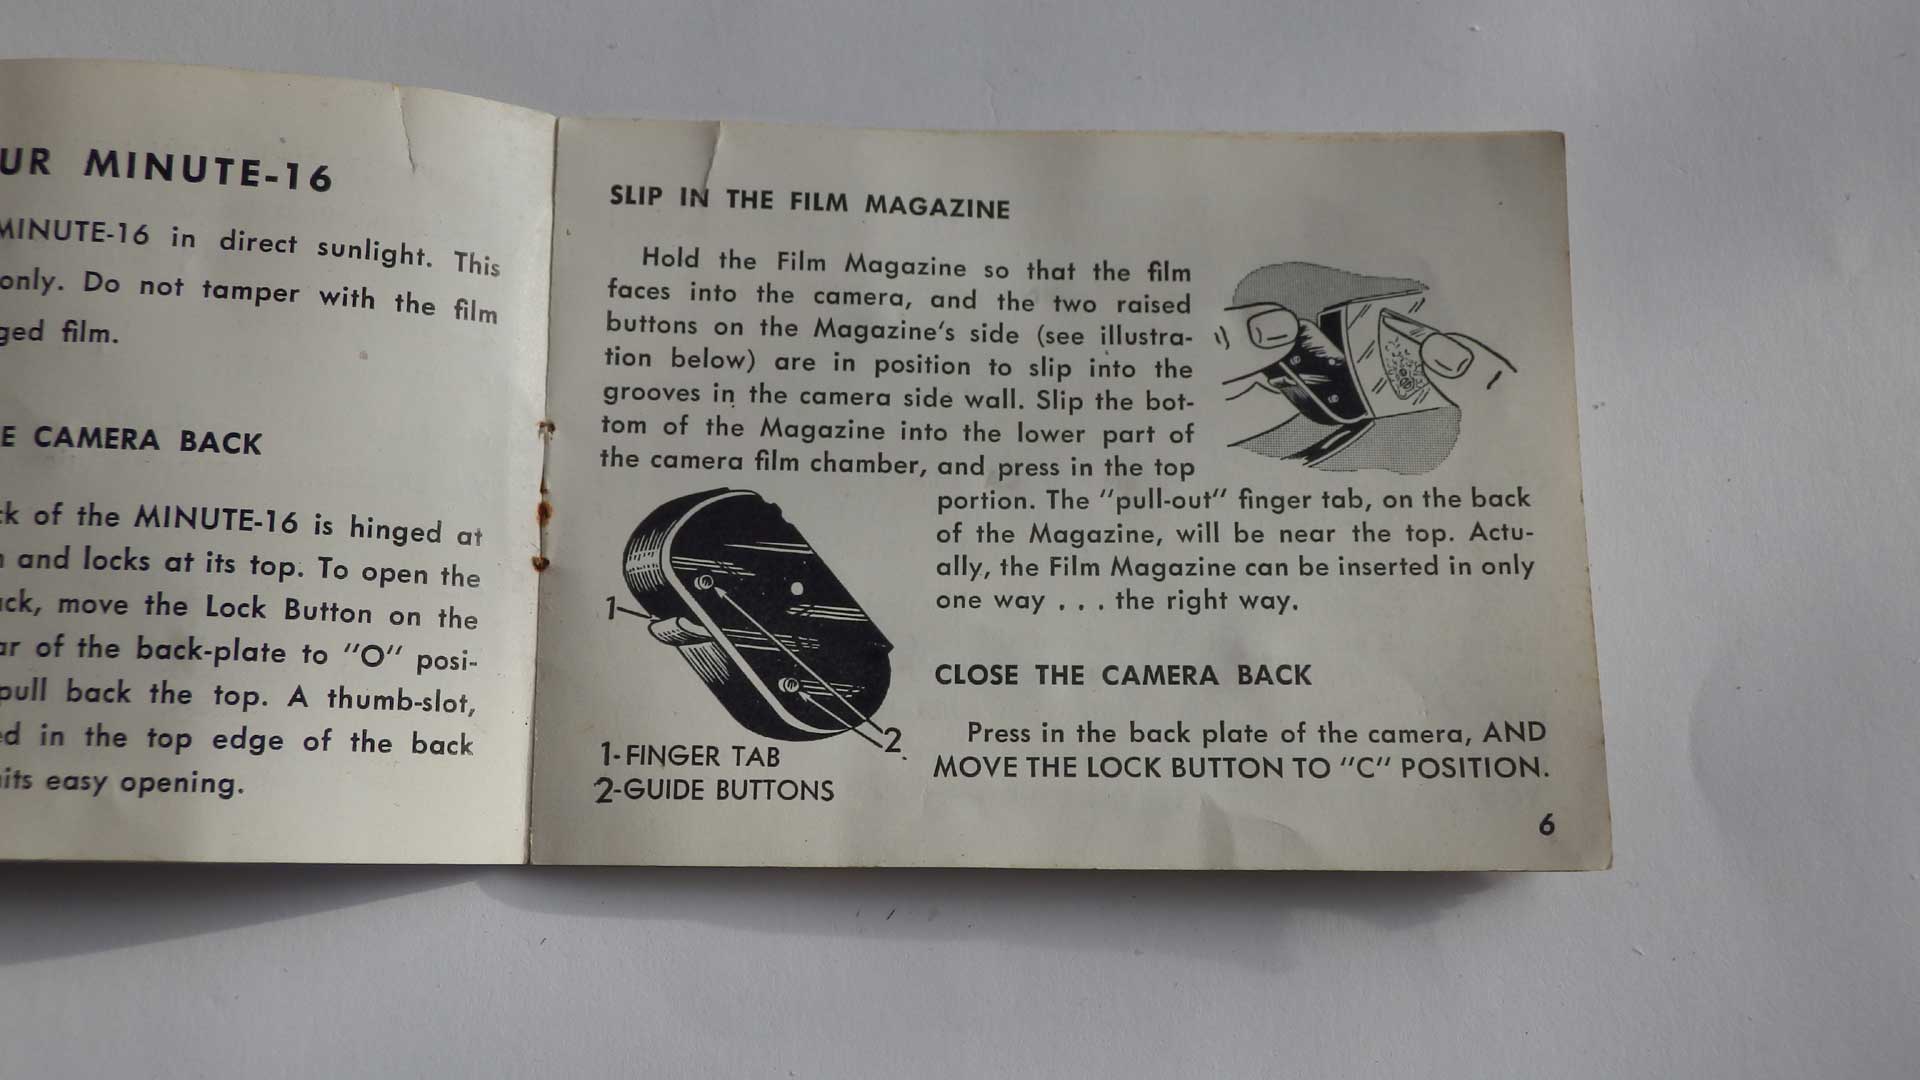 MINUTE-16
MINUTE-16 in direct sunlight. This
only. Do not tamper with the film
film.
CAMERA BACK
of the MINUTE-16 is hinged at
and locks at its top. To open the
move the Lock Button on the
of the back-plate to "O" posi-
pull back the top. A thumb-slot,
in the top edge of the back
easy opening.
SLIP IN THE FILM MAGAZINE
Hold the Film Magazine so that the film
faces into the camera, and the two raised
buttons on the Magazine's side (see illustra-
tion below) are in position to slip into the
grooves in the camera side wall. Slip the bot-
tom of the Magazine into the lower part of
the camera film chamber, and press in the top
portion. The "pull-out" finger tab, on the back
of the Magazine, will be near the top. Actu-
ally, the Film Magazine can be inserted in only
one way . . . the right way.
1
2
1-FINGER TAB
2-GUIDE BUTTONS
CLOSE THE CAMERA BACK
Press in the back plate of the camera, AND
MOVE THE LOCK BUTTON TO "C" POSITION.
6